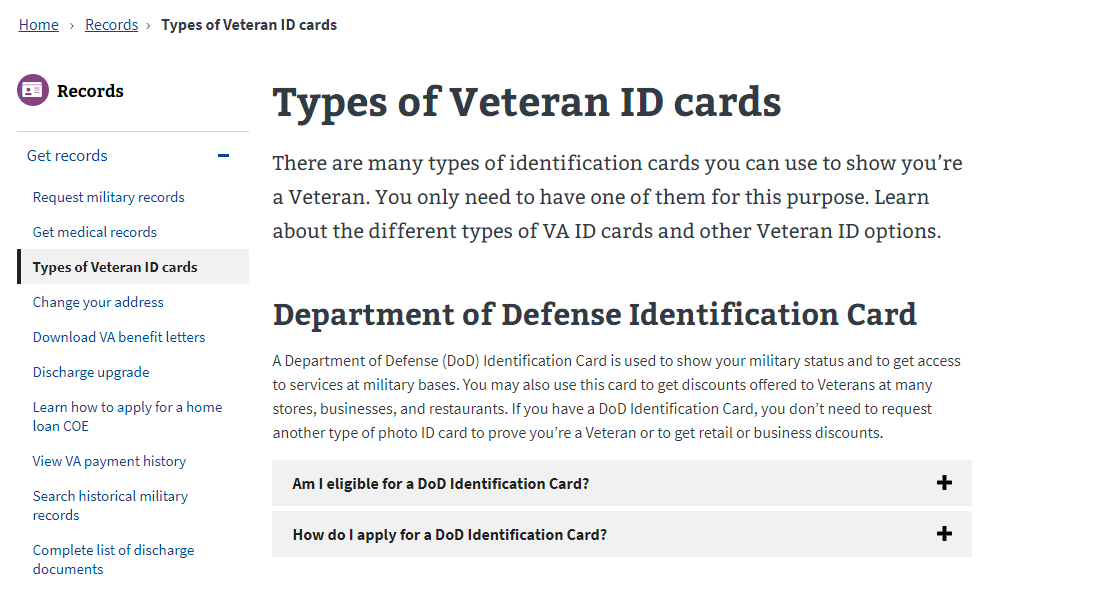 Home › Records › Types of Veteran ID cards
Records
Get records
Request military records
Get medical records
Types of Veteran ID cards
Change your address
Download VA benefit letters
Discharge upgrade
Learn how to apply for a home
loan COE
View VA payment history
Search historical military
records
Complete list of discharge
documents
Types of Veteran ID cards
There are many types of identification cards you can use to show you’re
a Veteran. You only need to have one of them for this purpose. Learn
about the different types of VA ID cards and other Veteran ID options.
Department of Defense Identification Card
A Department of Defense (DoD) Identification Card is used to show your military status and to get access
to services at military bases. You may also use this card to get discounts offered to Veterans at many
stores, businesses, and restaurants. If you have a DoD Identification Card, you don’t need to request
another type of photo ID card to prove you’re a Veteran or to get retail or business discounts.
Am I eligible for a DoD Identification Card?
How do I apply for a DoD Identification Card?